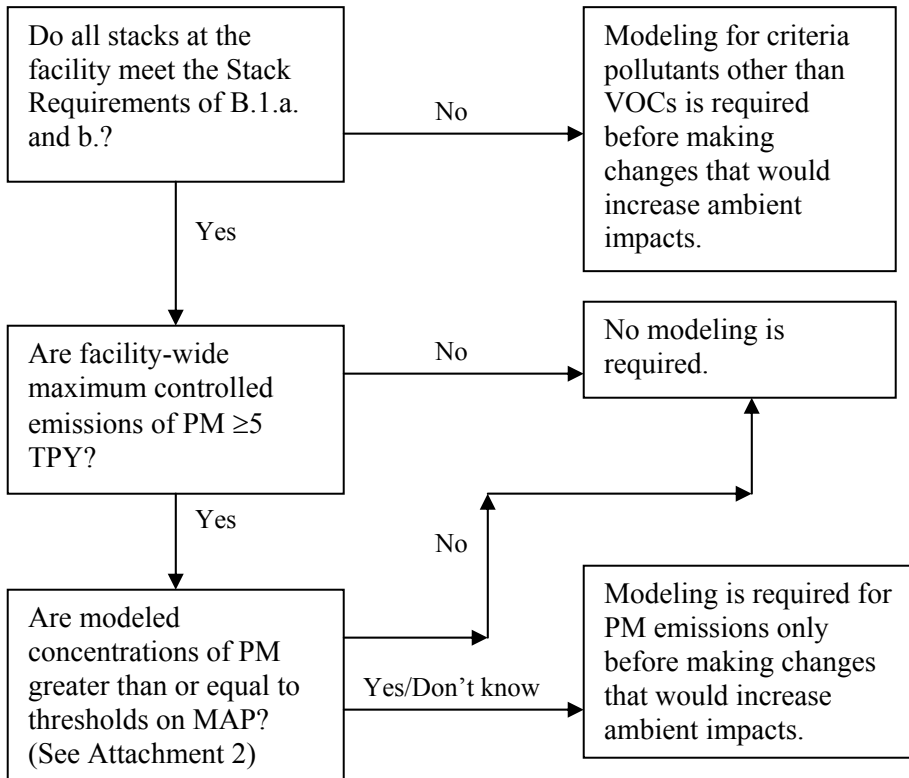 Do all stacks at the
facility meet the Stack
Requirements of B.1.a.
and b.?
No
Modeling for criteria
pollutants other than
VOCs is required
before making
changes that would
increase ambient
impacts.
Yes
Are facility-wide
maximum controlled
emissions of PM ≥5
TPY?
No
No modeling is
required.
Yes
No
Are modeled
concentrations of PM
greater than or equal to
thresholds on MAP?
(See Attachment 2)
Yes/Don’t know
Modeling is required for
PM emissions only
before making changes
that would increase
ambient impacts.